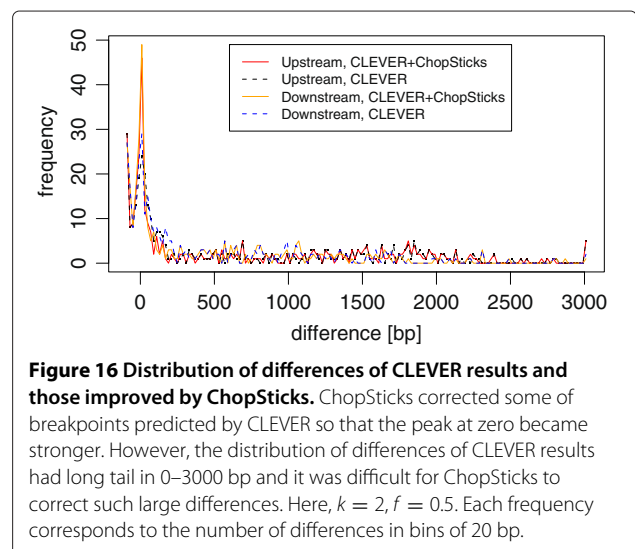 50
40
30
20
10
0
frequency
Upstream, CLEVER+ChopSticks
Upstream, CLEVER
Downstream, CLEVER+ChopSticks
Downstream, CLEVER
0 500 1000 1500 2000 2500 3000
difference [bp]
Figure 16 Distribution of differences of CLEVER results and
those improved by ChopSticks. ChopSticks corrected some of
breakpoints predicted by CLEVER so that the peak at zero became
stronger. However, the distribution of differences of CLEVER results
had long tail in 0–3000 bp and it was difficult for ChopSticks to
correct such large differences. Here, k = 2, f = 0.5. Each frequency
corresponds to the number of differences in bins of 20 bp.